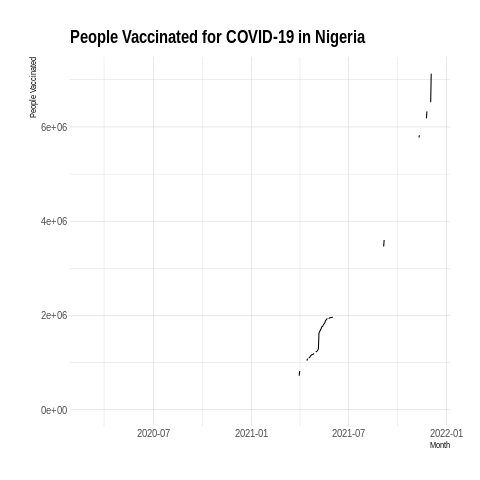 People Vaccinated for COVID-19 in Nigeria
People Vaccinated
6e+06
4e+06
2e+06
0e+00
2020-07 2021-01 2021-07 2022-01
Month